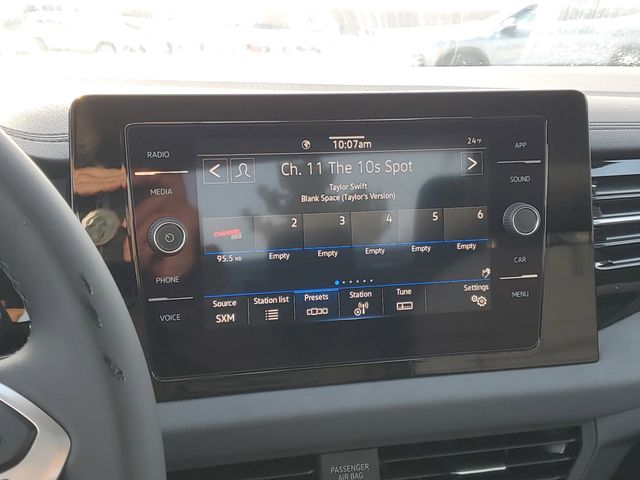 10:07am
24°F
RADIO
MEDIA
PHONE
VOICE
APP
SOUND
CAR
MENU
Ch. 11 The 10s Spot
Taylor Swift
Blank Space (Taylor's Version)
2
3
4
5
6
95.5 HD
Empty
Empty
Empty
Empty
Empty
Source
SXM
Station list
Presets
Station
Tune
Settings
PASSENGER
AIR BAG